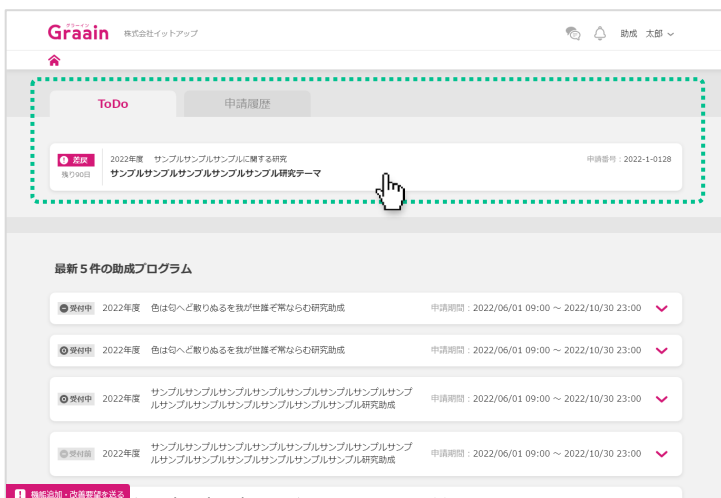 グラーイン
Graain 株式会社イットアップ 助成 太郎
ToDo 申請履歴
差戻 2022年度 サンプルサンプルサンプルに関する研究 申請番号：2022-1-0128
残り90日 サンプルサンプルサンプルサンプルサンプル研究テーマ
最新５件の助成プログラム
受付中 2022年度 色は匂へど散りぬるを我が世誰ぞ常ならむ研究助成 申請期間：2022/06/01 09:00 ～ 2022/10/30 23:00
受付中 2022年度 色は匂へど散りぬるを我が世誰ぞ常ならむ研究助成 申請期間：2022/06/01 09:00 ～ 2022/10/30 23:00
受付中 2022年度 サンプルサンプルサンプルサンプルサンプルサンプルサンプルサンプ
ルサンプルサンプルサンプルサンプルサンプルサンプル研究助成 申請期間：2022/06/01 09:00 ～ 2022/10/30 23:00
受付前 2022年度 サンプルサンプルサンプルサンプルサンプルサンプルサンプルサンプ
ルサンプルサンプルサンプルサンプルサンプルサンプル研究助成 申請期間：2022/06/01 09:00 ～ 2022/10/30 23:00
機能追加・改善要望を送る